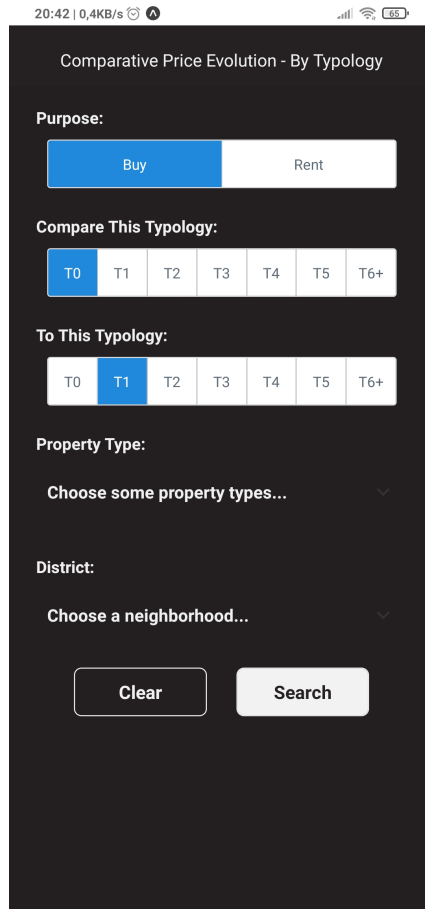 20:42 | 0,4KB/s 65
Comparative Price Evolution - By Typology
Purpose:
Buy Rent
Compare This Typology:
T0 T1 T2 T3 T4 T5 T6+
To This Typology:
T0 T1 T2 T3 T4 T5 T6+
Property Type:
Choose some property types...
District:
Choose a neighborhood...
Clear Search